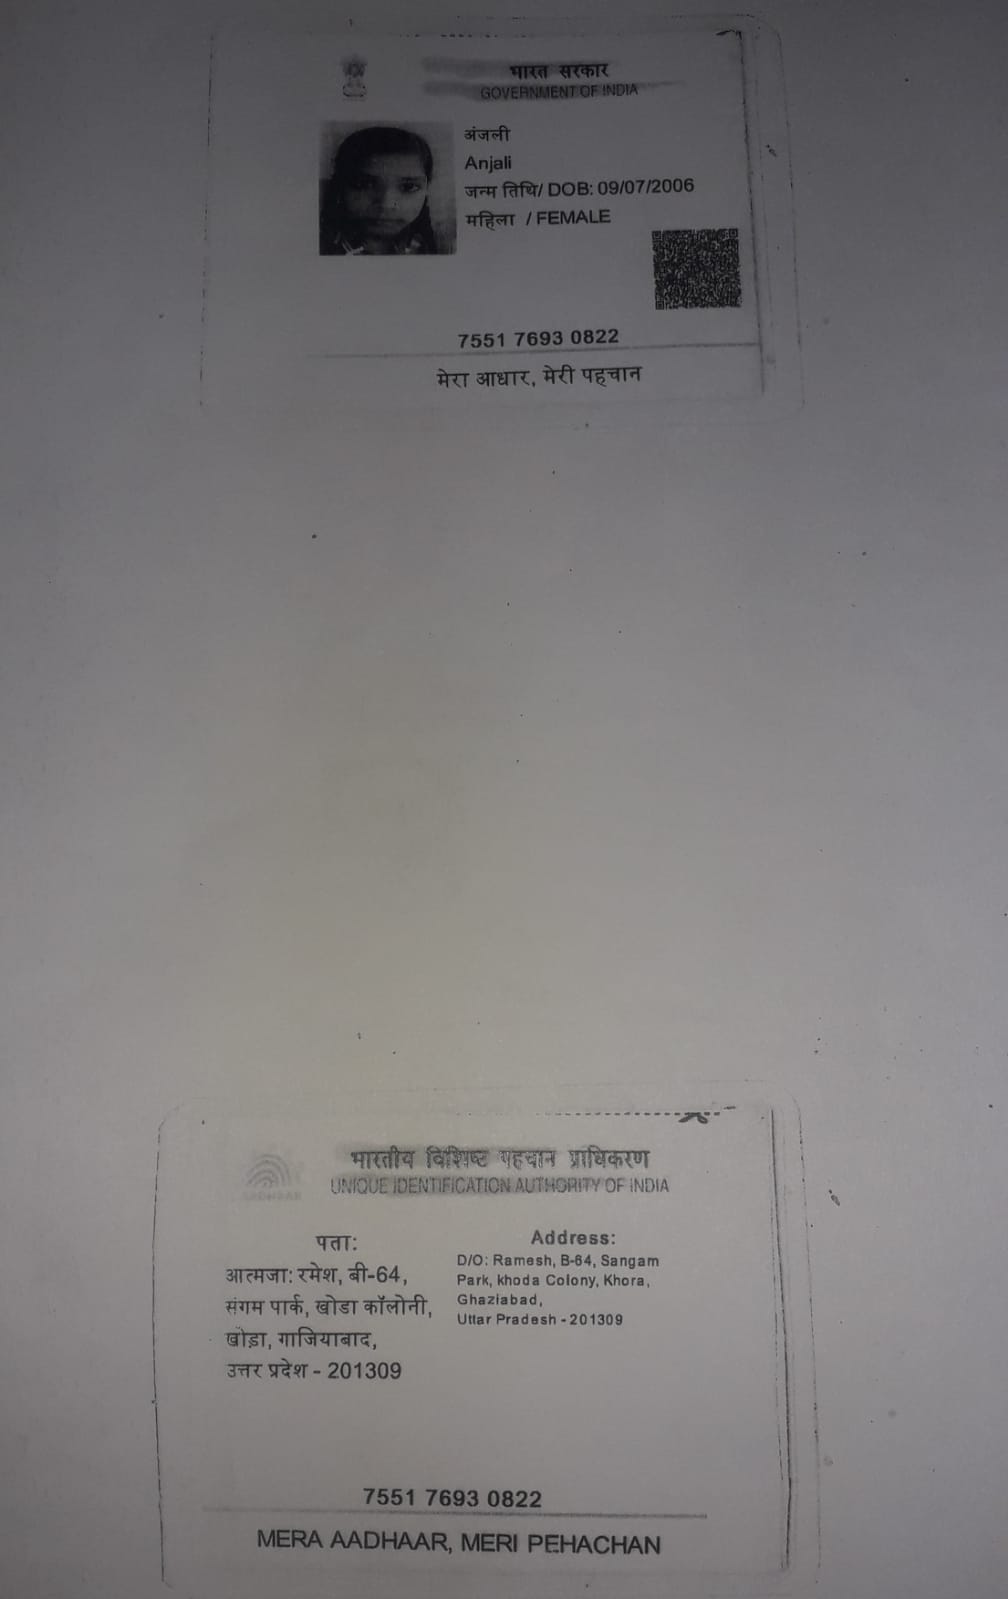 भारत सरकार
GOVERNMENT OF INDIA
अंजली
Anjali
जन्म तिथि/ DOB: 09/07/2006
महिला / FEMALE
7551 7693 0822
मेरा आधार, मेरी पहचान
भारतीय विशिष्ट पहचान प्राधिकरण
UNIQUE IDENTIFICATION AUTHORITY OF INDIA
AADHAAR
पता:
आत्मजा: रमेश, बी-64,
संगम पार्क, खोडा कॉलोनी,
खोड़ा, गाजियाबाद,
उत्तर प्रदेश - 201309
Address:
D/O: Ramesh, B-64, Sangam
Park, khoda Colony, Khora,
Ghaziabad,
Uttar Pradesh - 201309
7551 7693 0822
MERA AADHAAR, MERI PEHACHAN